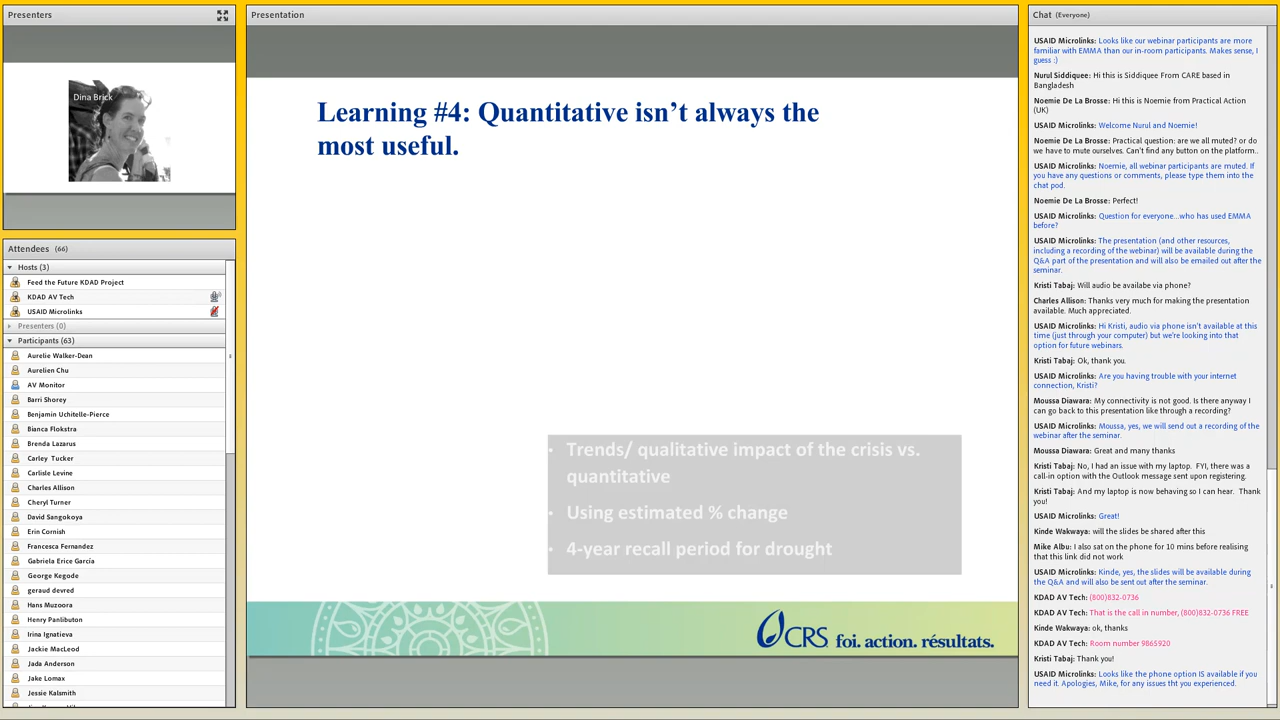 Presenters
Dina Brick
Attendees (66)
Hosts (3)
Feed the Future KDAD Project
KDAD AV Tech
USAID Microlinks
Presenters (0)
Participants (63)
Aurelie Walker-Dean
Aurelien Chu
AV Monitor
Barri Shorey
Benjamin Uchitelle-Pierce
Bianca Flokstra
Brenda Lazarus
Carley Tucker
Carlisle Levine
Charles Allison
Cheryl Turner
David Sangokoya
Erin Cornish
Francesca Fernandez
Gabriela Erice García
George Kegode
geraud devred
Hans Muzoora
Henry Panlibuton
Irina Ignatieva
Jackie MacLeod
Jada Anderson
Jake Lomax
Jessie Kalsmith
Presentation
Learning #4: Quantitative isn’t always the
most useful.
• Trends/ qualitative impact of the crisis vs.
quantitative
• Using estimated % change
• 4-year recall period for drought
CRS foi. action. résultats.
Chat (Everyone)
USAID Microlinks: Looks like our webinar participants are more
familiar with EMMA than our in-room participants. Makes sense, I
guess :)
Nurul Siddiquee: Hi this is Siddiquee From CARE based in
Bangladesh
Noemie De La Brosse: Hi this is Noemie from Practical Action
(UK)
USAID Microlinks: Welcome Nurul and Noemie!
Noemie De La Brosse: Practical question: are we all muted? or do
we have to mute ourselves. Can't find any button on the platform..
USAID Microlinks: Noemie, all webinar participants are muted. If
you have any questions or comments, please type them into the
chat pod.
Noemie De La Brosse: Perfect!
USAID Microlinks: Question for everyone...who has used EMMA
before?
USAID Microlinks: The presentation (and other resources,
including a recording of the webinar) will be available during the
Q&A part of the presentation and will also be emailed out after the
seminar.
Kristi Tabaj: Will audio be availabe via phone?
Charles Allison: Thanks very much for making the presentation
available. Much appreciated.
USAID Microlinks: Hi Kristi, audio via phone isn't available at this
time (just through your computer) but we're looking into that
option for future webinars.
Kristi Tabaj: Ok, thank you.
USAID Microlinks: Are you having trouble with your internet
connection, Kristi?
Moussa Diawara: My connectivity is not good. Is there anyway I
can go back to this presentation like through a recording?
USAID Microlinks: Moussa, yes, we will send out a recording of the
webinar after the seminar.
Moussa Diawara: Great and many thanks
Kristi Tabaj: No, I had an issue with my laptop. FYI, there was a
call-in option with the Outlook message sent upon registering.
Kristi Tabaj: And my laptop is now behaving so I can hear. Thank
you!
USAID Microlinks: Great!
Kinde Wakwaya: will the slides be shared after this
Mike Albu: I also sat on the phone for 10 mins before realising
that this link did not work
USAID Microlinks: Kinde, yes, the slides will be available during
the Q&A and will also be sent out after the seminar.
KDAD AV Tech: (800)832-0736
KDAD AV Tech: That is the call in number, (800)832-0736 FREE
Kinde Wakwaya: ok, thanks
KDAD AV Tech: Room number 9865920
Kristi Tabaj: Thank you!
USAID Microlinks: Looks like the phone option IS available if you
need it. Apologies, Mike, for any issues tht you experienced.